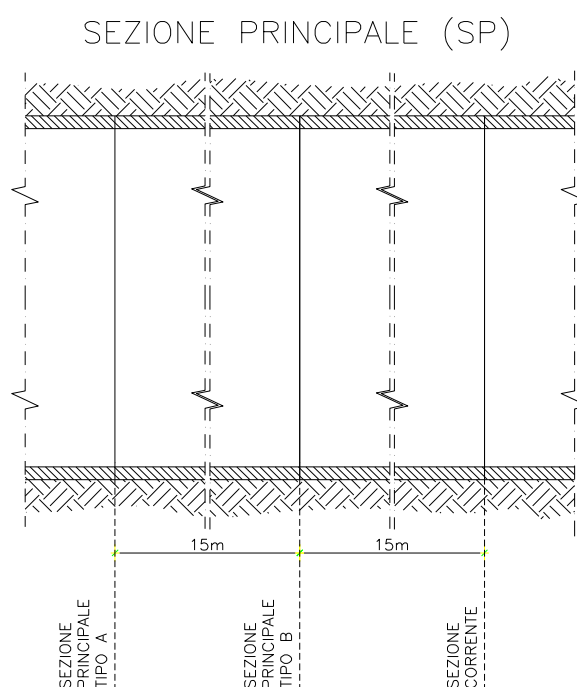 SEZIONE PRINCIPALE (SP)
15m
15m
SEZIONE
PRINCIPALE
TIPO A
SEZIONE
PRINCIPALE
TIPO B
SEZIONE
CORRENTE